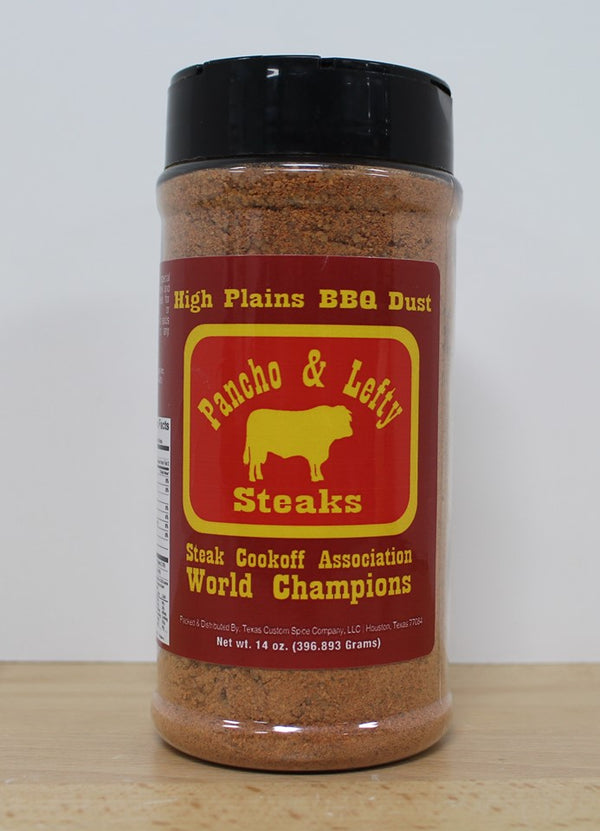 High Plains BBQ Dust
Pancho & Lefty
Steaks
Steak Cookoff Association
World Champions
Packed & Distributed By: Texas Custom Spice Company, LLC | Houston, Texas 77084
Net wt. 14 oz. (396.893 Grams)
Facts